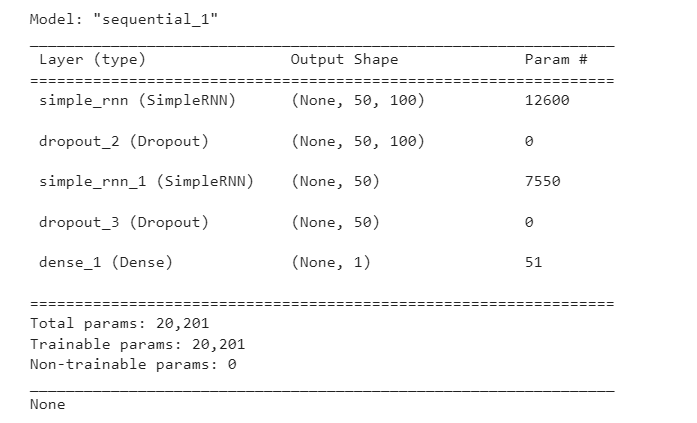 Model: "sequential_1"
_________________________________________________________________
Layer (type)                Output Shape              Param #
=================================================================
simple_rnn (SimpleRNN)      (None, 50, 100)           12600
dropout_2 (Dropout)         (None, 50, 100)           0
simple_rnn_1 (SimpleRNN)    (None, 50)                7550
dropout_3 (Dropout)         (None, 50)                0
dense_1 (Dense)             (None, 1)                 51
=================================================================
Total params: 20,201
Trainable params: 20,201
Non-trainable params: 0
_________________________________________________________________
None